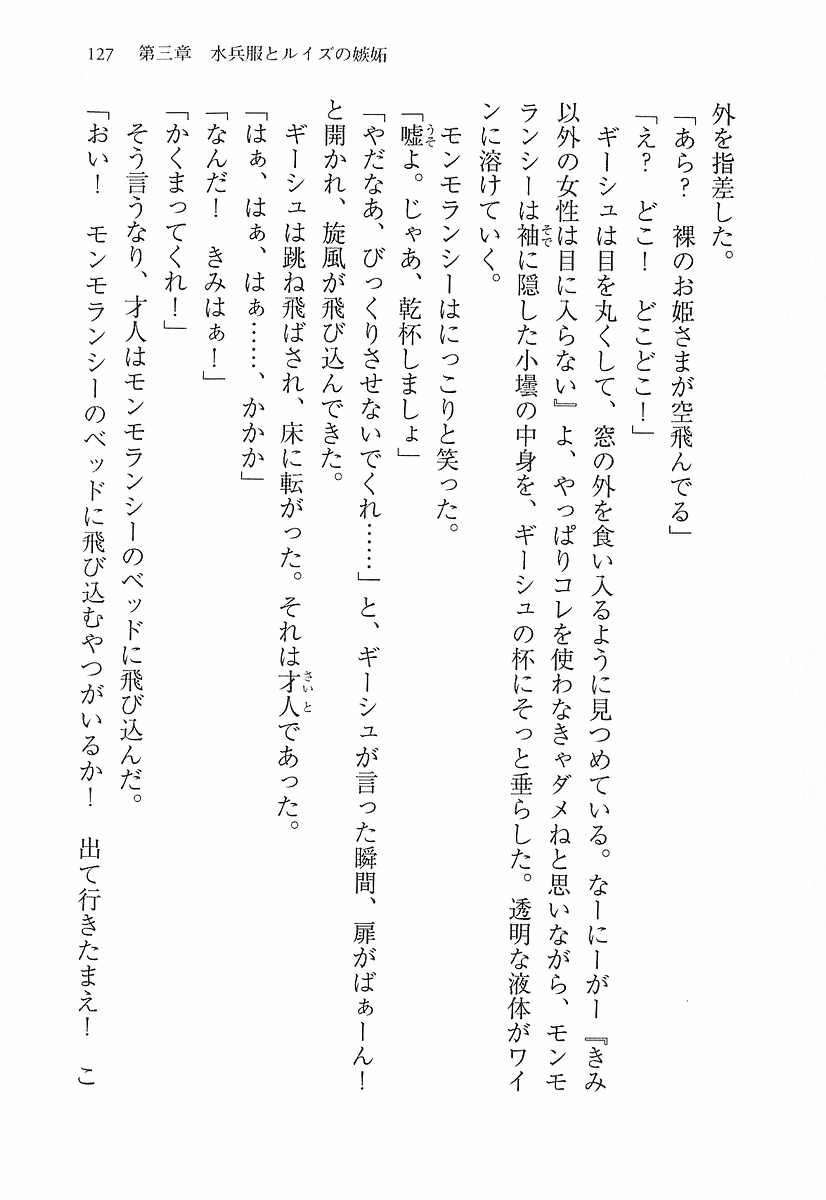 127　第三章　水兵服とルイズの嫉妬
外を指差した。
「あら？　裸のお姫さまが空飛んでる」
「え？　どこ！　どこどこ！」
　ギーシュは目を丸くして、窓の外を食い入るように見つめている。なーにーがー『きみ
以外の女性は目に入らない』よ、やっぱりコレを使わなきゃダメねと思いながら、モンモ
ランシーは袖に隠した小壜の中身を、ギーシュの杯にそっと垂らした。透明な液体がワイ
ンに溶けていく。
　モンモランシーはにっこりと笑った。
「嘘よ。じゃあ、乾杯しましょ」
「やだなあ、びっくりさせないでくれ……」と、ギーシュが言った瞬間、扉がばぁーん！
と開かれ、旋風が飛び込んできた。
　ギーシュは跳ね飛ばされ、床に転がった。それは才人であった。
「はぁ、はぁ、はぁ……、かかか」
「なんだ！　きみはぁ！」
「かくまってくれ！」
　そう言うなり、才人はモンモランシーのベッドに飛び込んだ。
「おい！　モンモランシーのベッドに飛び込むやつがいるか！　出て行きたまえ！　こ